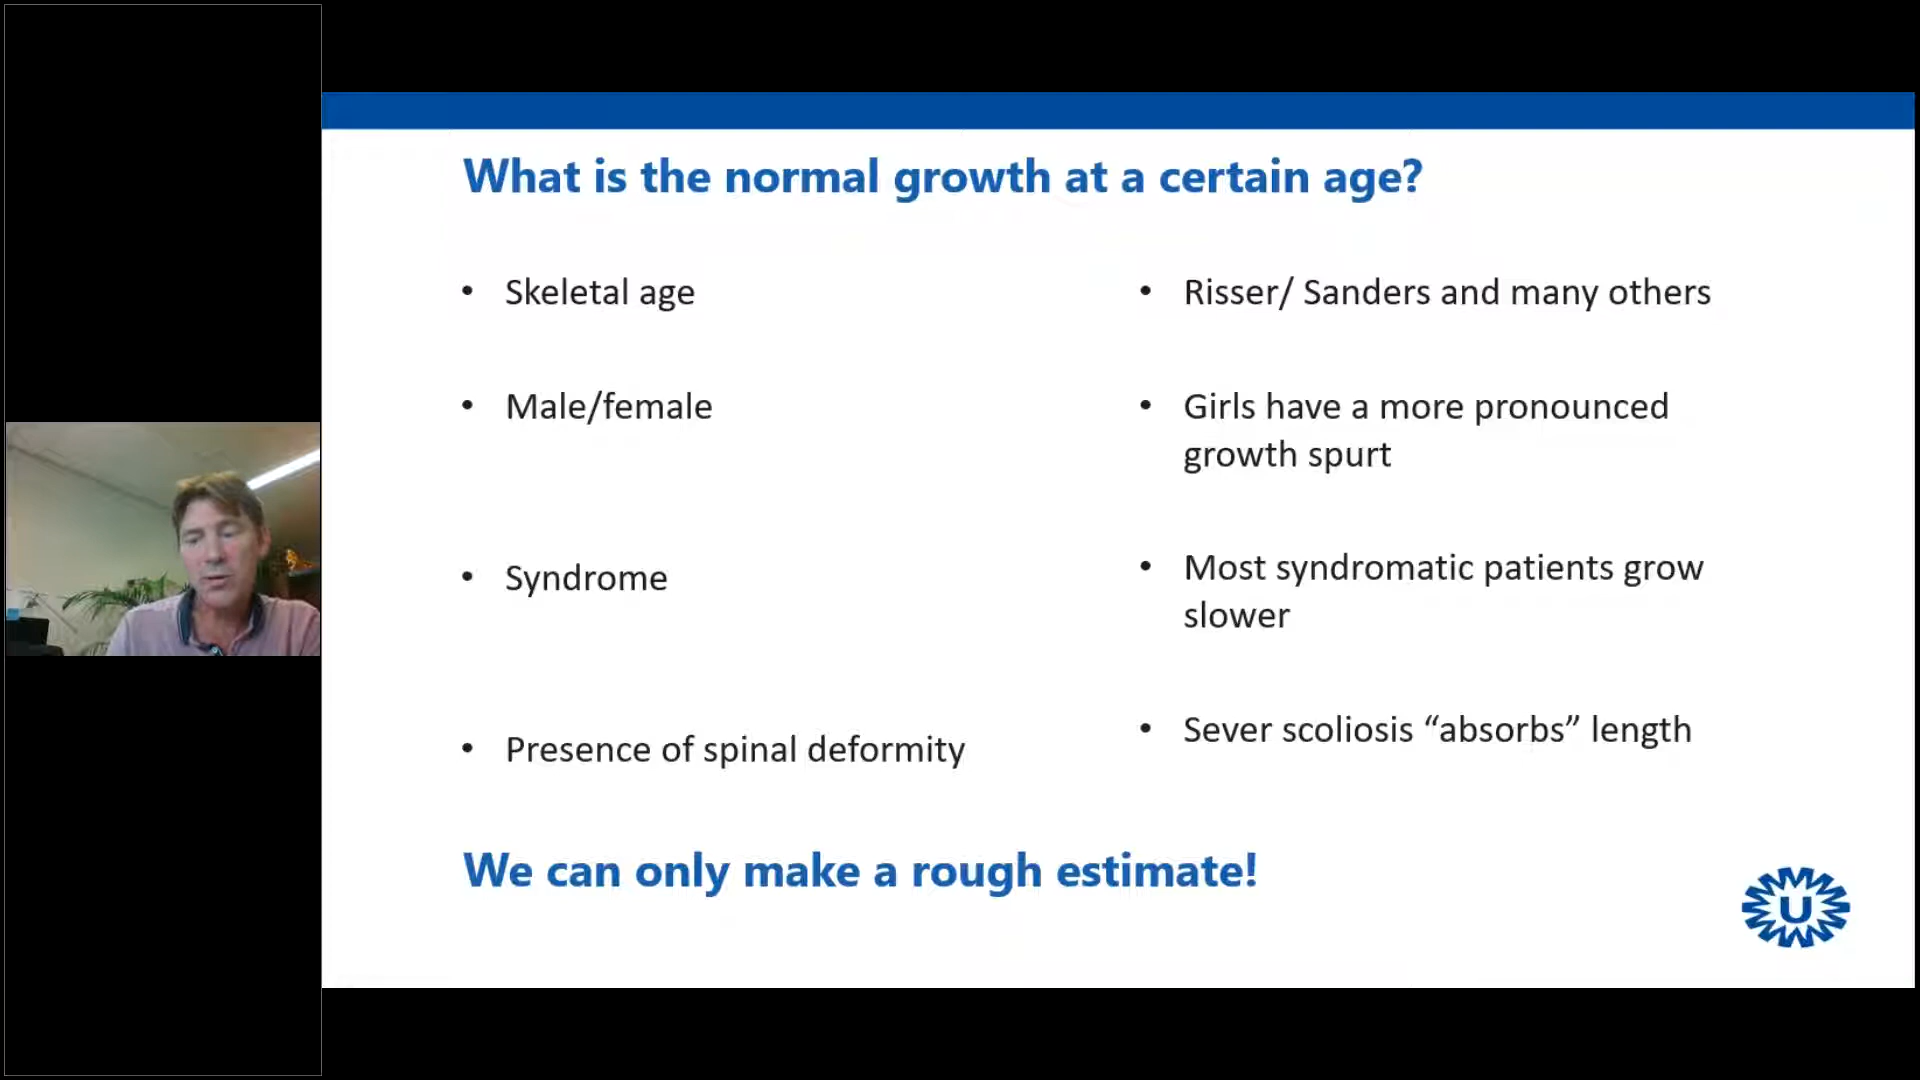 What is the normal growth at a certain age?
• Skeletal age
• Male/female
• Syndrome
• Presence of spinal deformity
• Risser/ Sanders and many others
• Girls have a more pronounced
growth spurt
• Most syndromatic patients grow
slower
• Sever scoliosis “absorbs” length
We can only make a rough estimate!
U